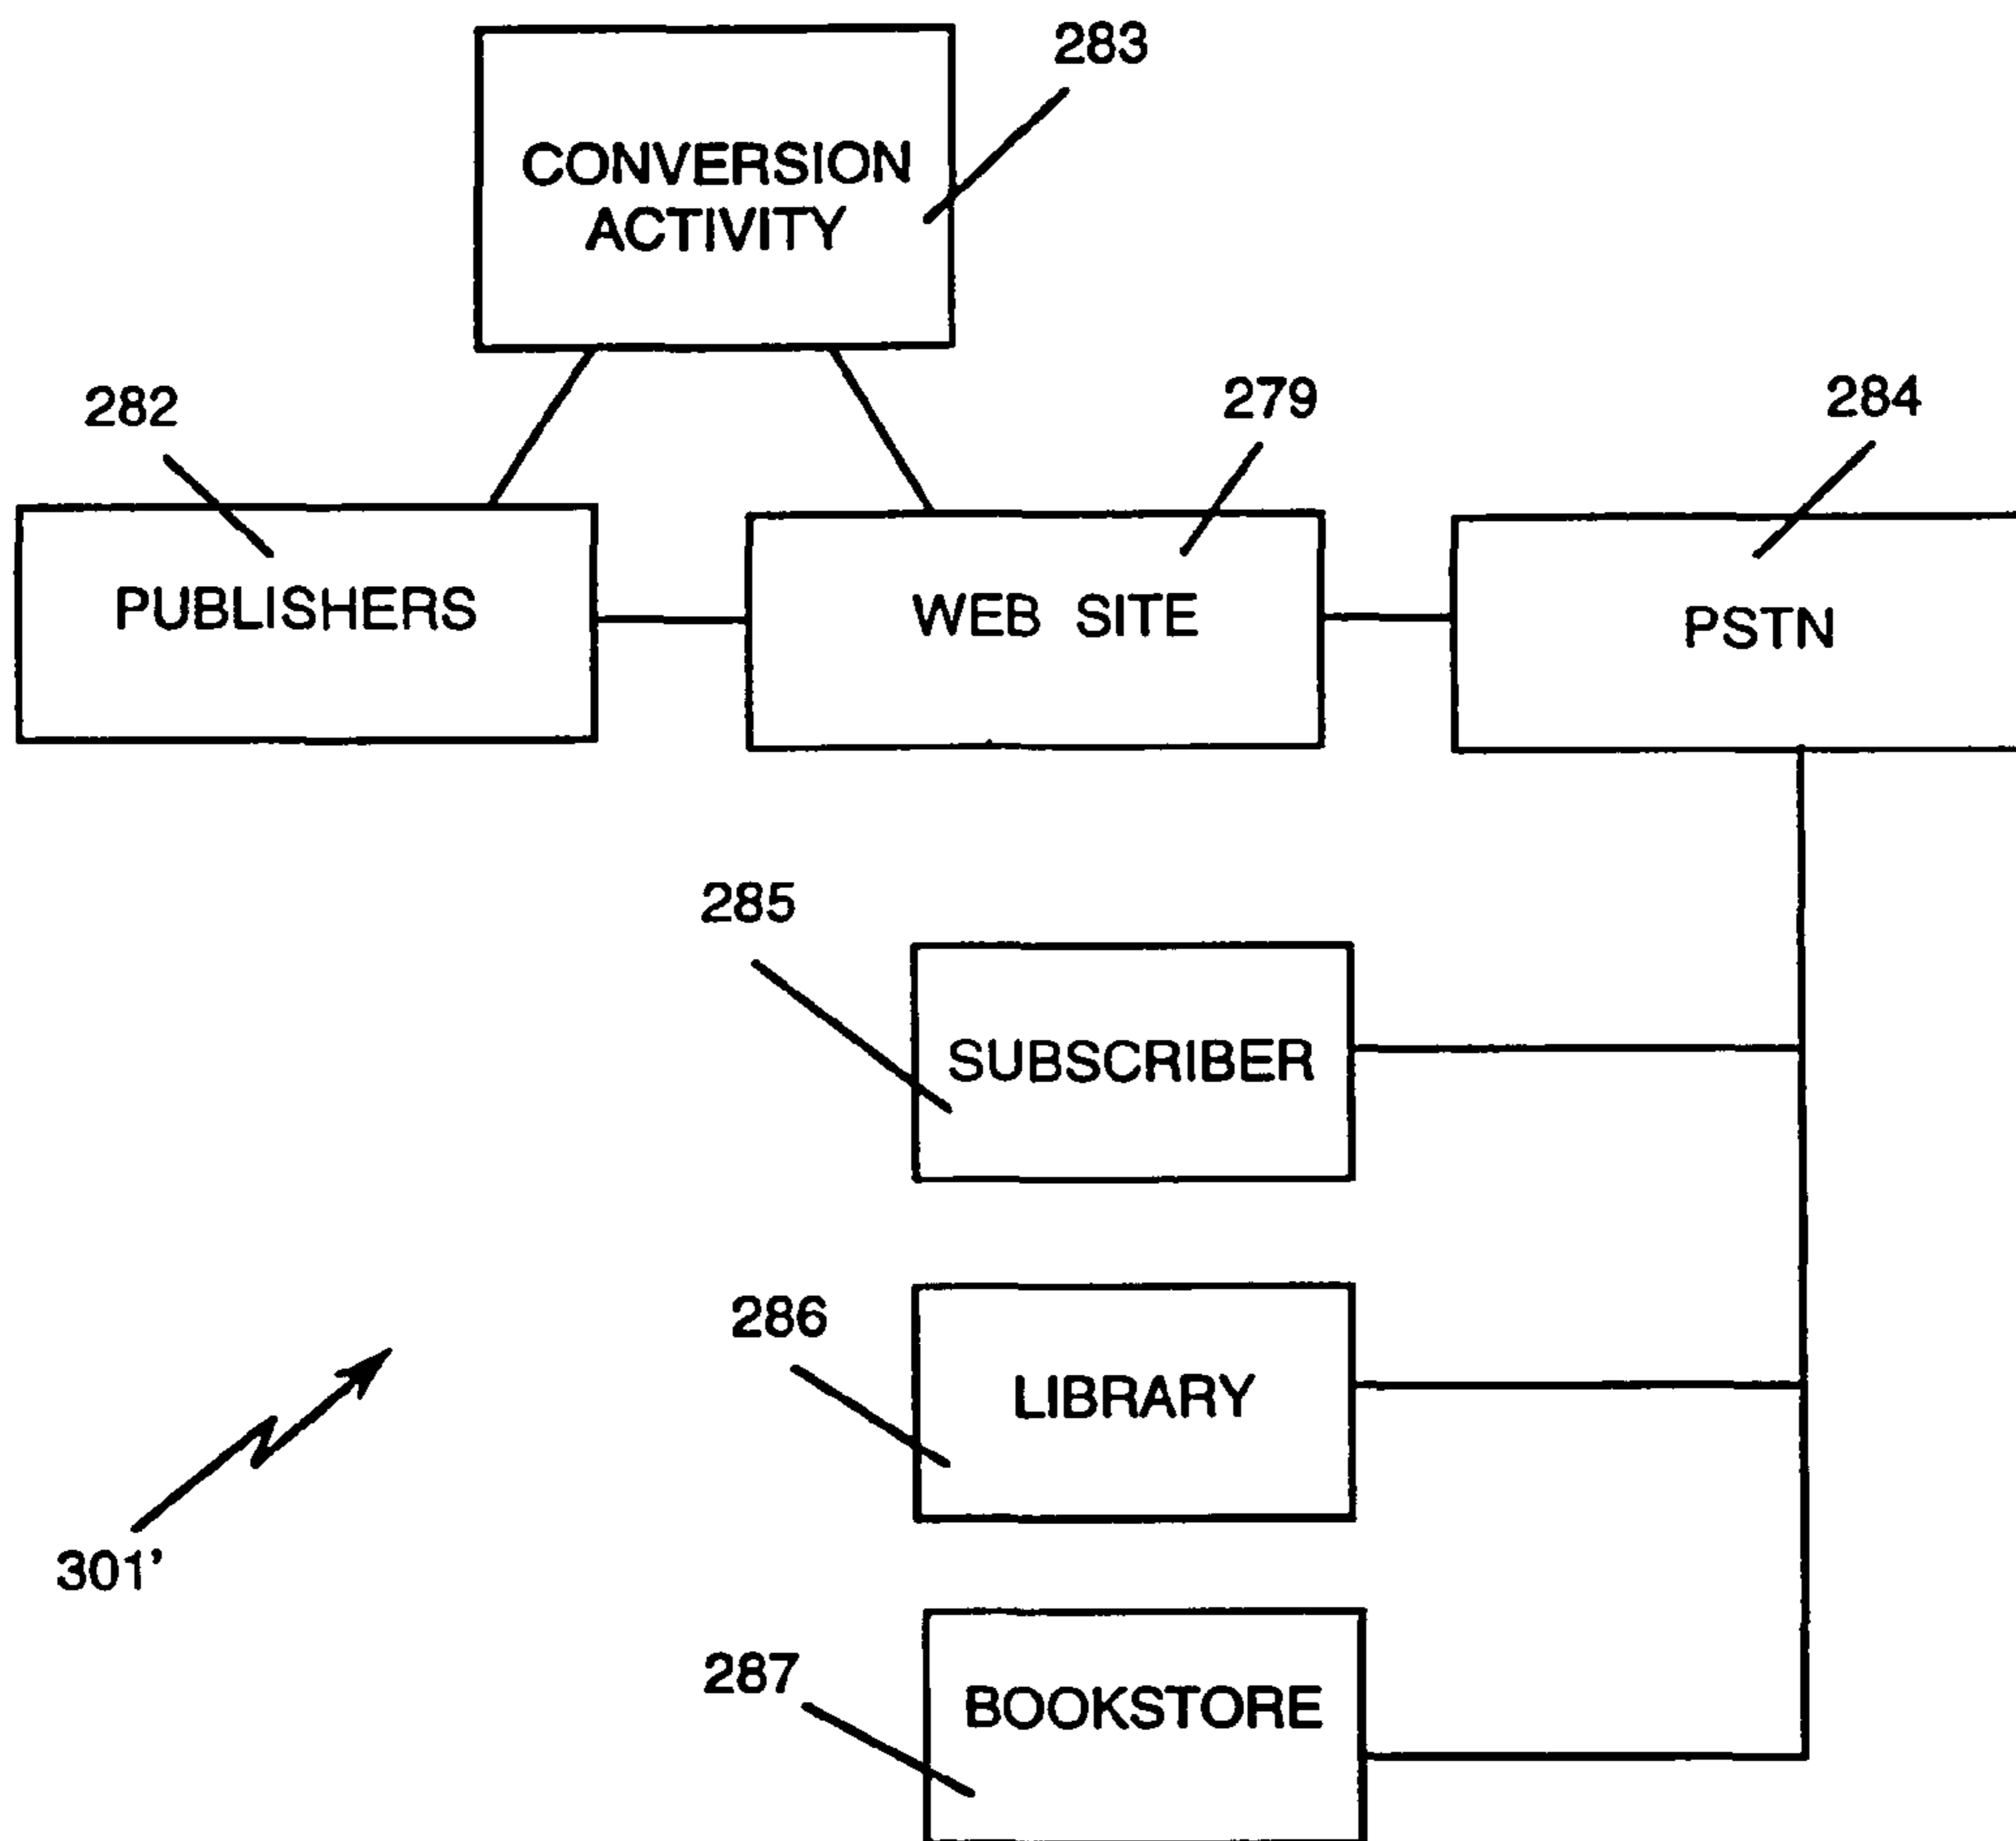 283
CONVERSION
ACTIVITY
282
279
284
PUBLISHERS
WEB SITE
PSTN
285
SUBSCRIBER
286
LIBRARY
301'
287
BOOKSTORE